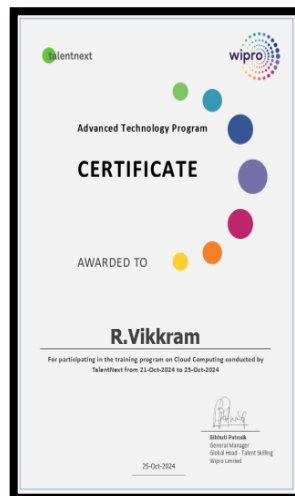 talentnext
wipro
Advanced Technology Program
CERTIFICATE
AWARDED TO
R.Vikkram
For participating in the training program on Cloud Computing conducted by
TalentNext from 21-Oct-2024 to 25-Oct-2024
Bibhuti Patnaik
General Manager
Global Head - Talent Skilling
Wipro Limited
25-Oct-2024